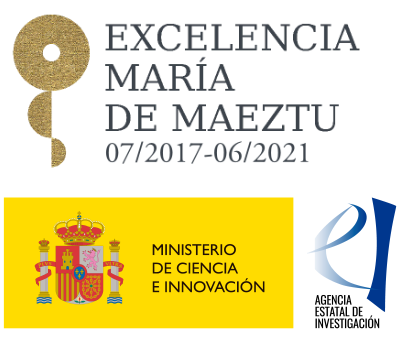 EXCELENCIA
MARÍA
DE MAEZTU
07/2017-06/2021
MINISTERIO
DE CIENCIA
E INNOVACIÓN
AGENCIA
ESTATAL DE
INVESTIGACIÓN